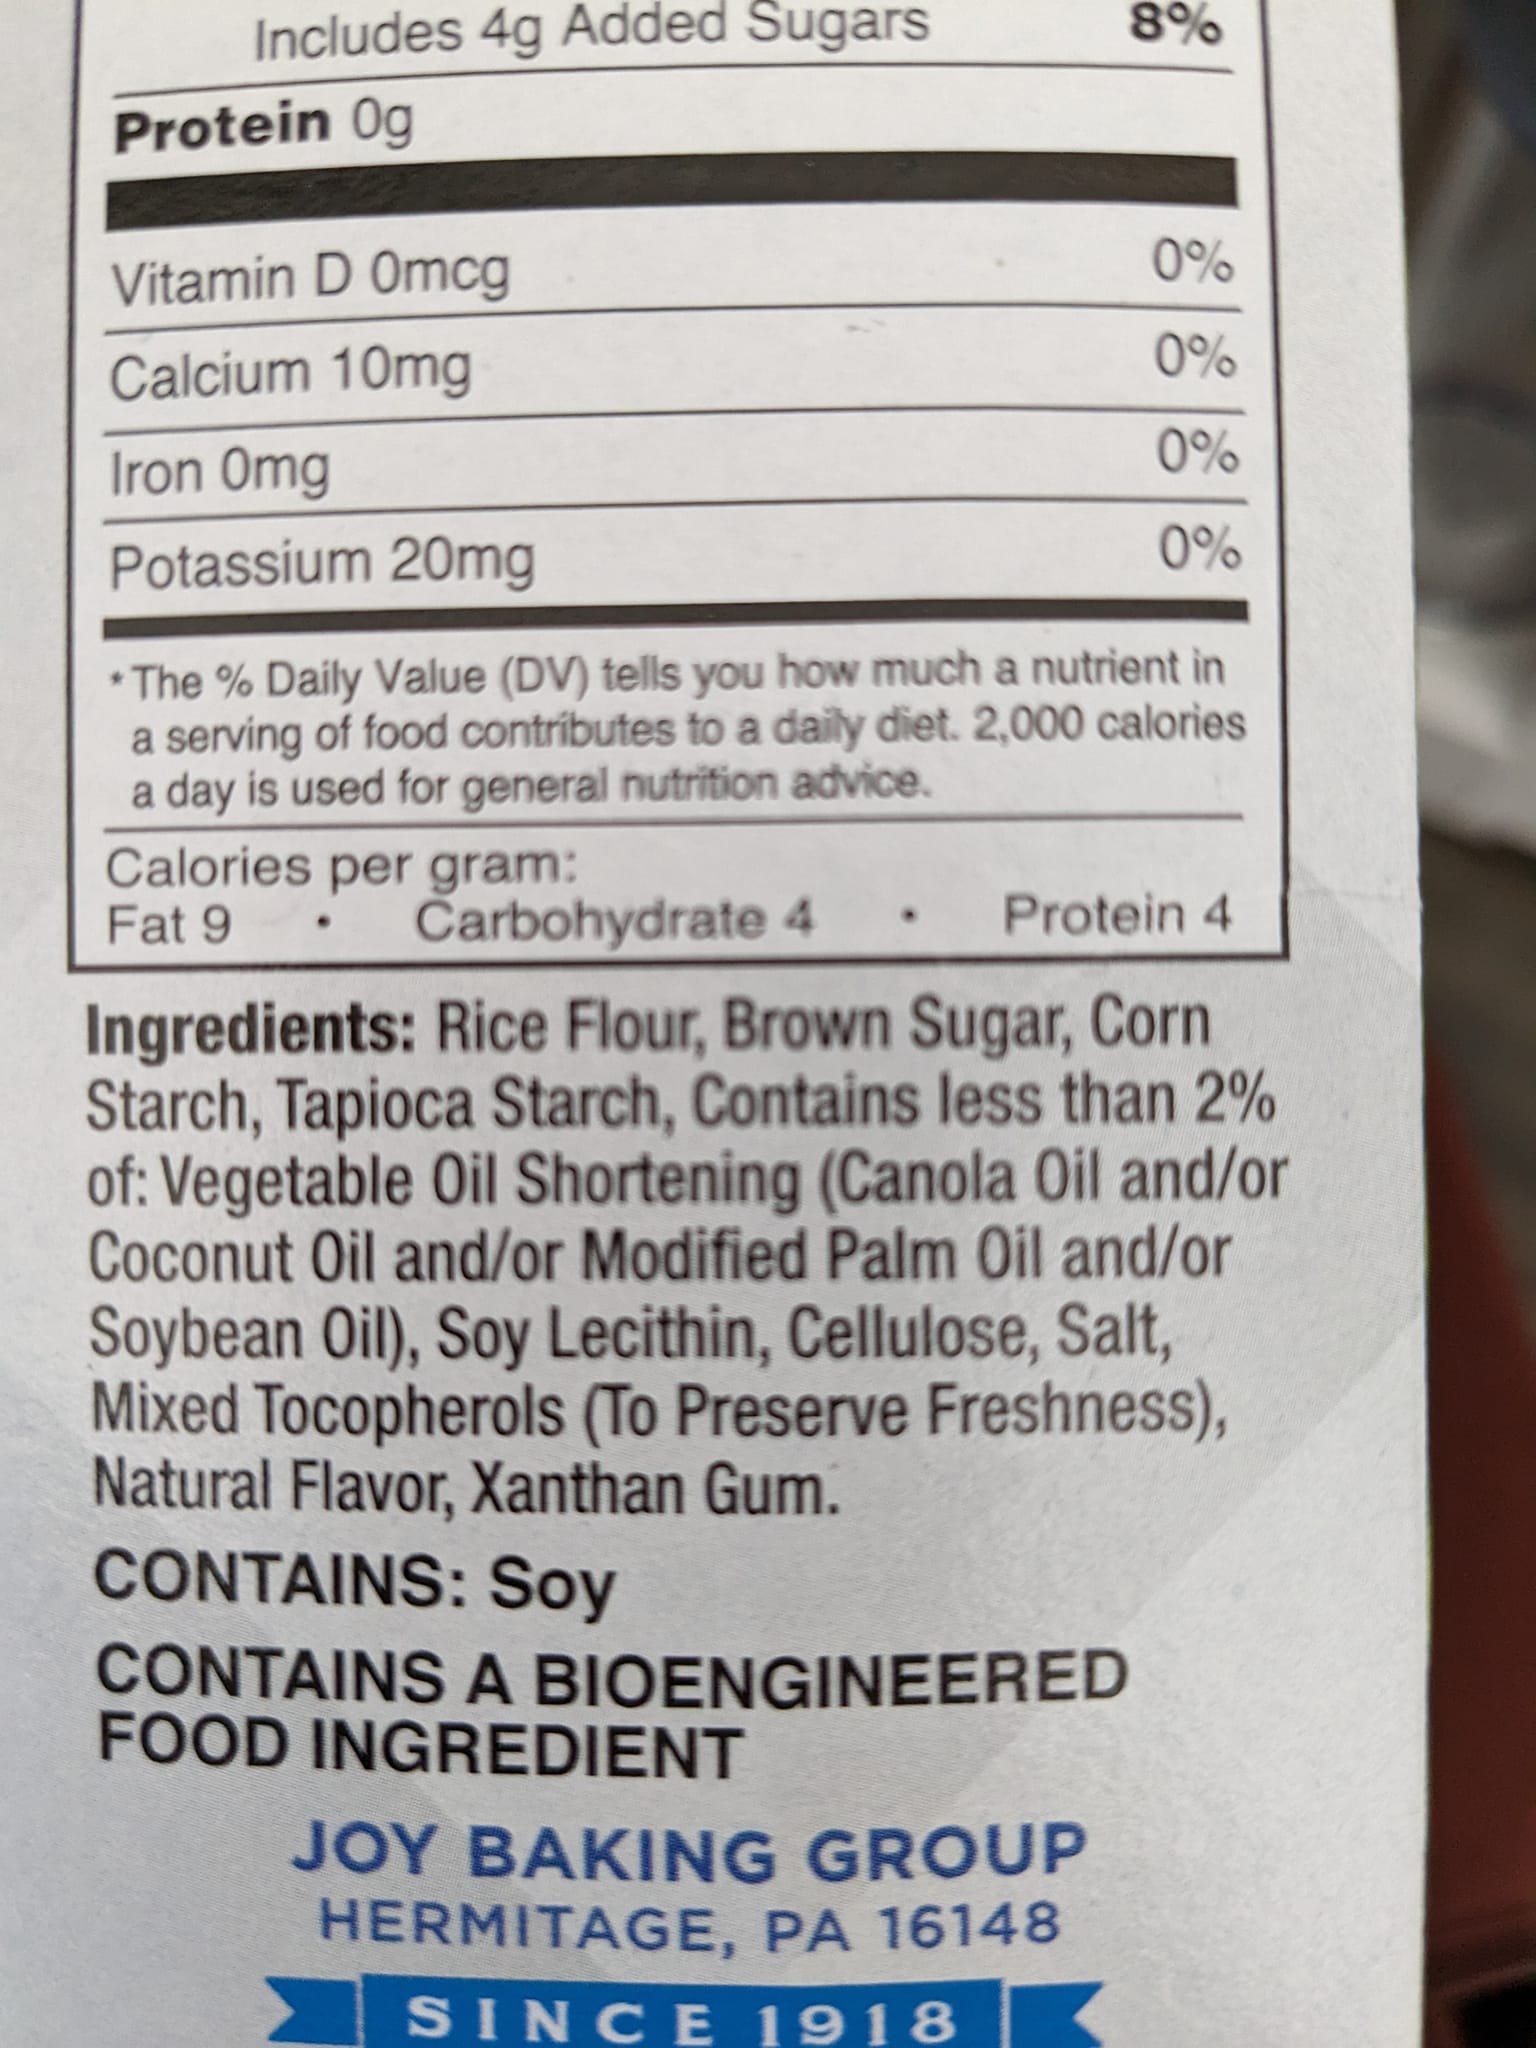 Includes 4g Added Sugars 8%
Protein 0g
Vitamin D 0mcg 0%
Calcium 10mg 0%
Iron 0mg 0%
Potassium 20mg 0%
* The % Daily Value (DV) tells you how much a nutrient in
a serving of food contributes to a daily diet. 2,000 calories
a day is used for general nutrition advice.
Calories per gram:
Fat 9 • Carbohydrate 4 • Protein 4
Ingredients: Rice Flour, Brown Sugar, Corn
Starch, Tapioca Starch, Contains less than 2%
of: Vegetable Oil Shortening (Canola Oil and/or
Coconut Oil and/or Modified Palm Oil and/or
Soybean Oil), Soy Lecithin, Cellulose, Salt,
Mixed Tocopherols (To Preserve Freshness),
Natural Flavor, Xanthan Gum.
CONTAINS: Soy
CONTAINS A BIOENGINEERED
FOOD INGREDIENT
JOY BAKING GROUP
HERMITAGE, PA 16148
SINCE 1918